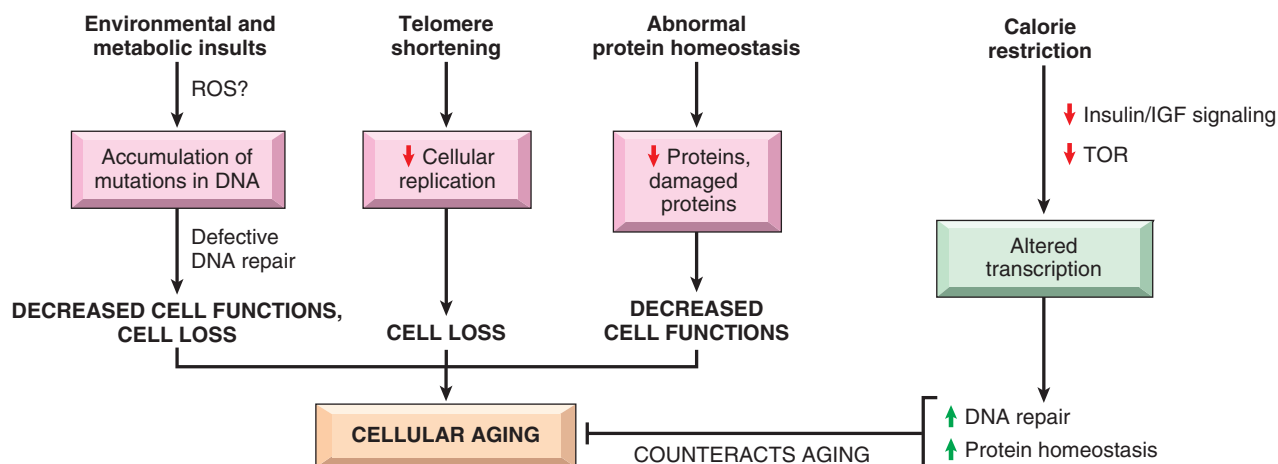 Environmental and
metabolic insults
ROS?
Accumulation of
mutations in DNA
Defective
DNA repair
DECREASED CELL FUNCTIONS,
CELL LOSS
Telomere
shortening
Cellular
replication
CELL LOSS
Abnormal
protein homeostasis
Proteins,
damaged
proteins
DECREASED
CELL FUNCTIONS
CELLULAR AGING
Calorie
restriction
Insulin/IGF signaling
TOR
Altered
transcription
DNA repair
Protein homeostasis
COUNTERACTS AGING